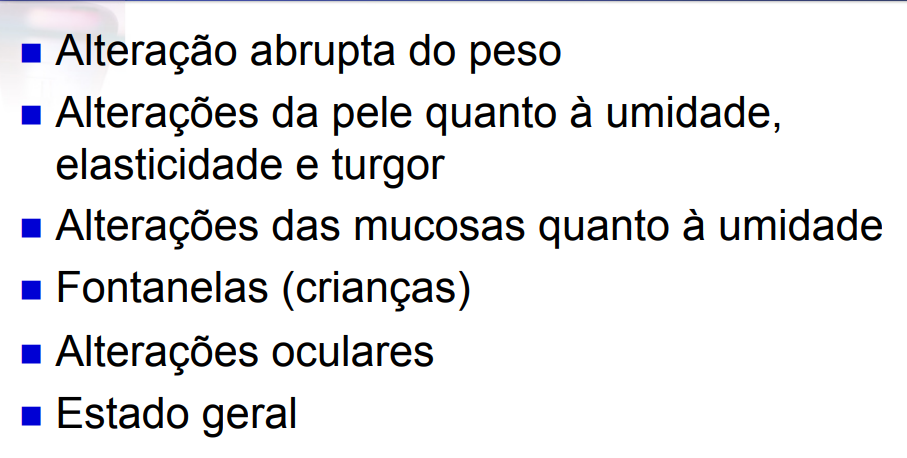 Alteração abrupta do peso
Alterações da pele quanto à umidade,
elasticidade e turgor
Alterações das mucosas quanto à umidade
Fontanelas (crianças)
Alterações oculares
Estado geral